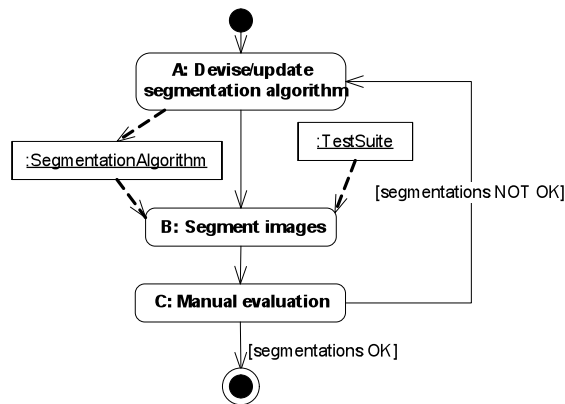 A: Devise/update
segmentation algorithm
:SegmentationAlgorithm
:TestSuite
[segmentations NOT OK]
B: Segment images
C: Manual evaluation
[segmentations OK]